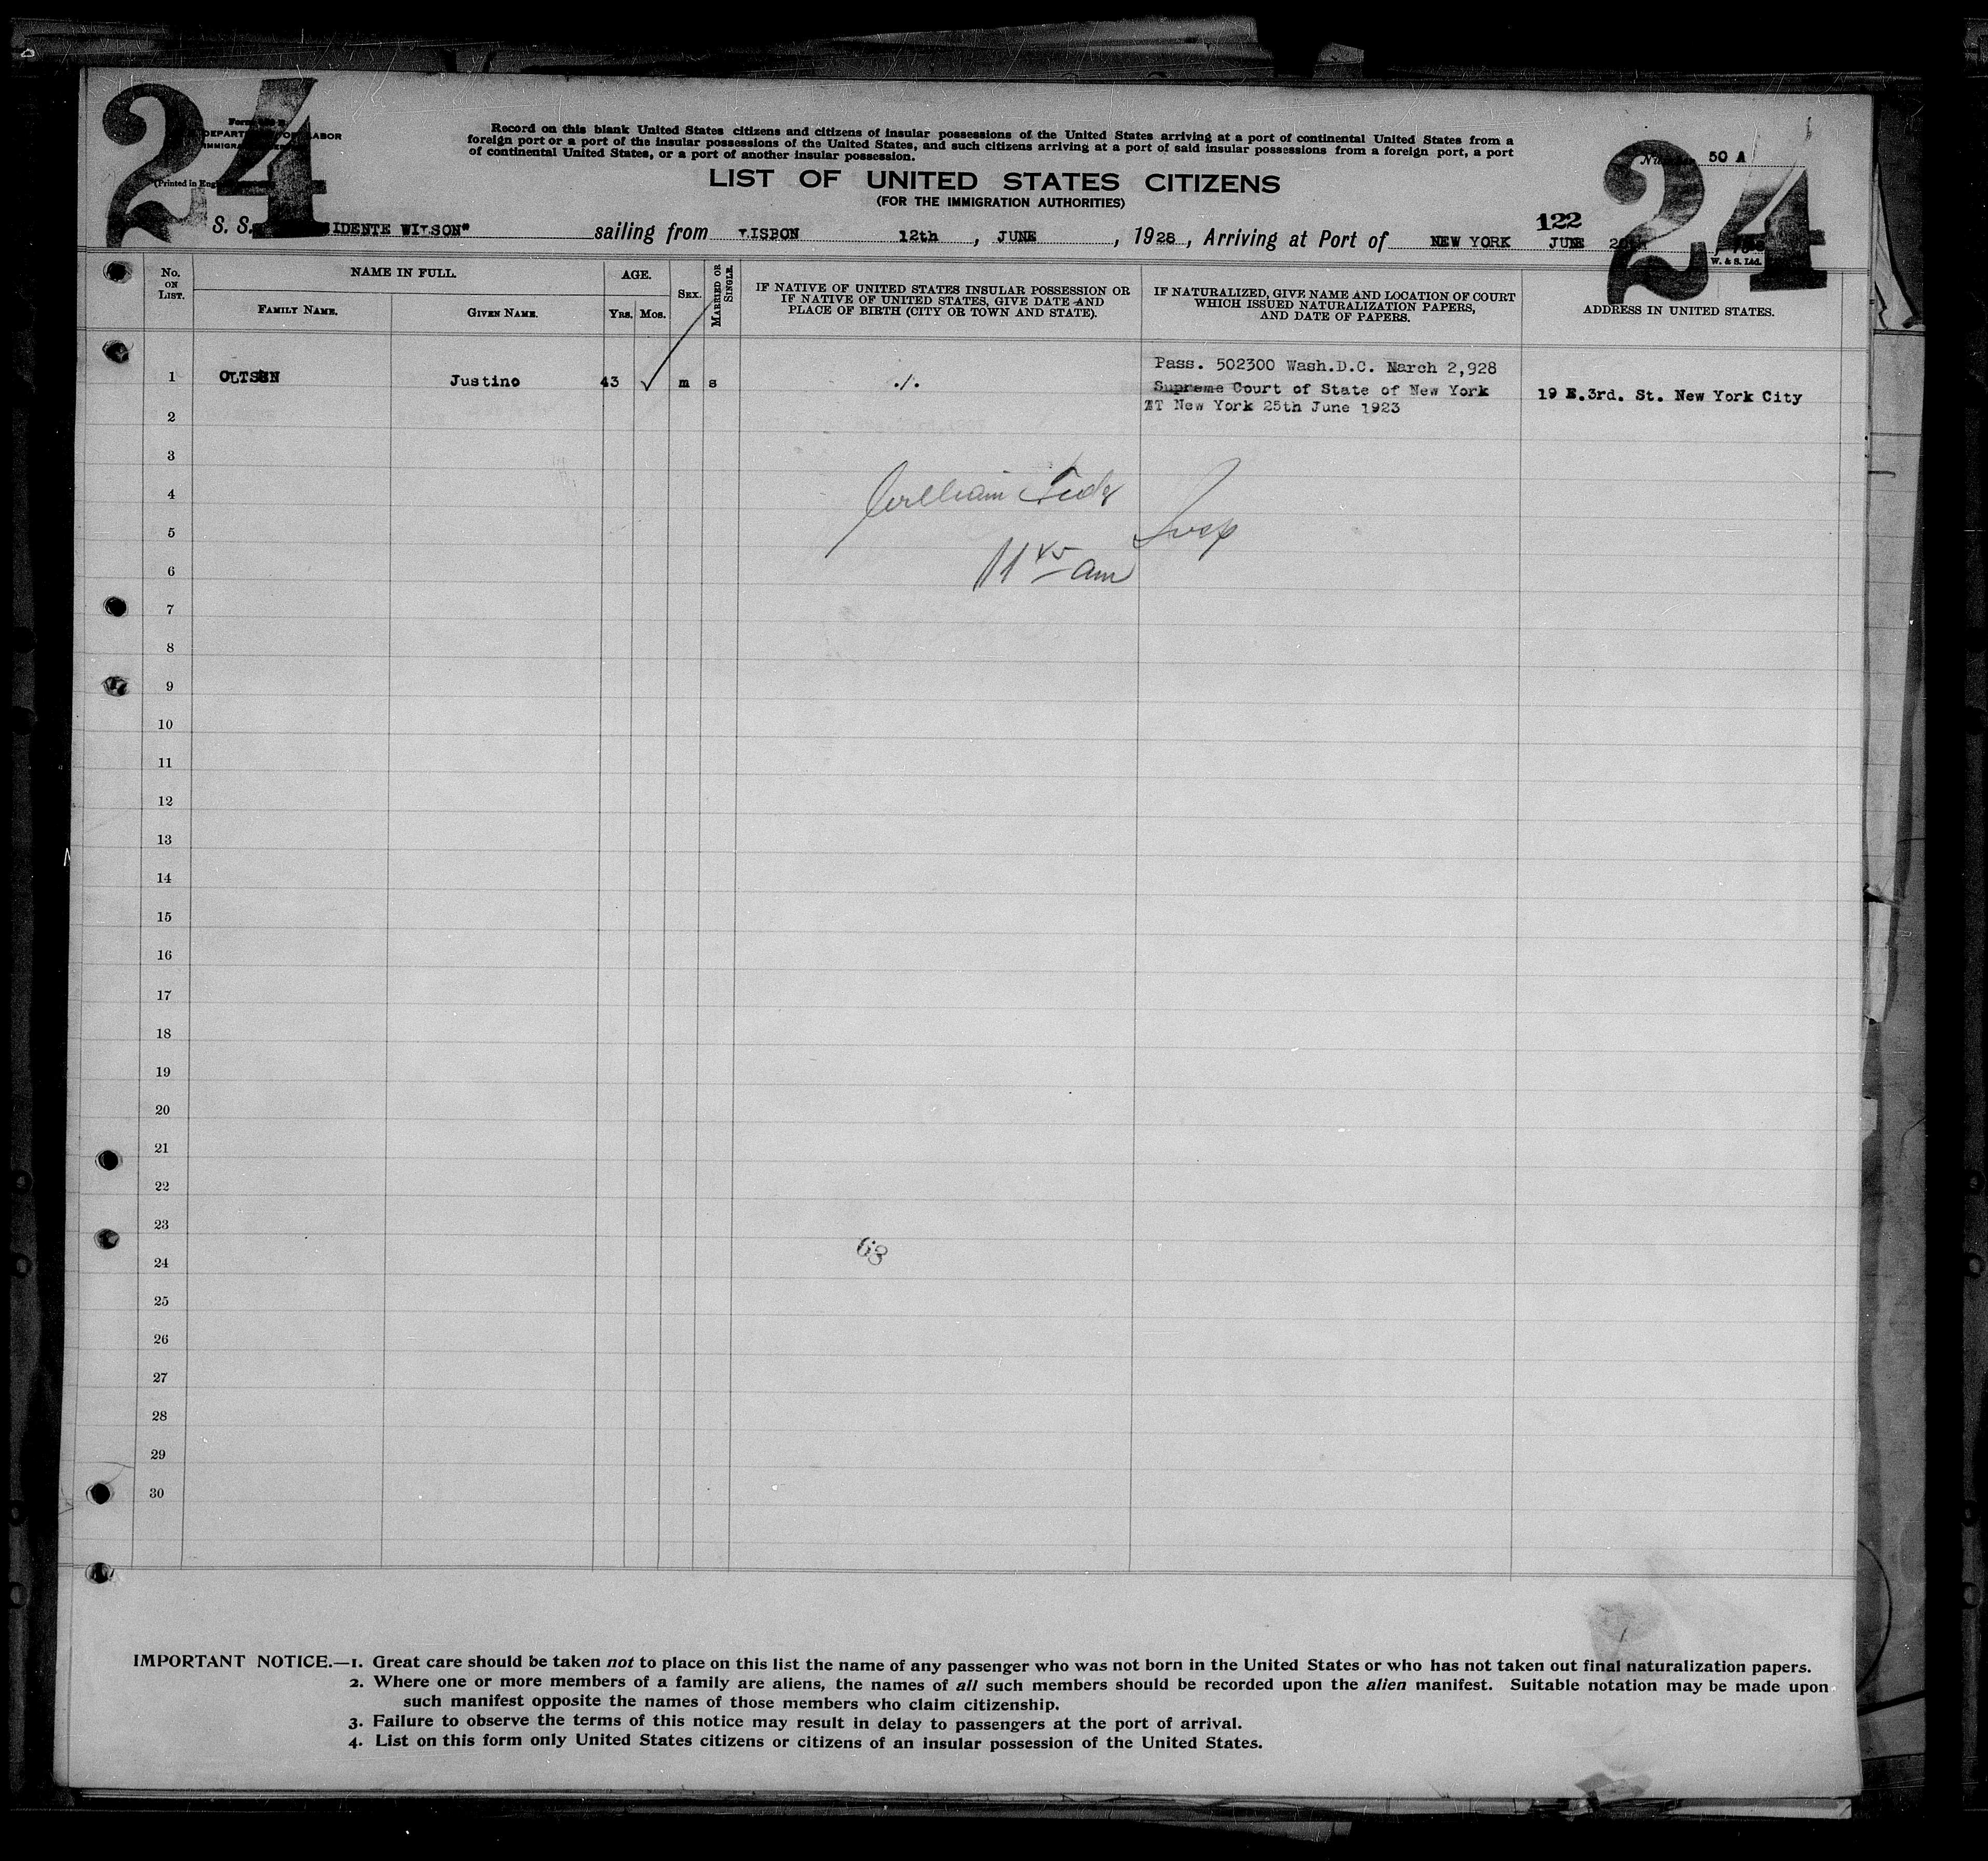 24
24
DEPART OF LABOR
Record on this blank United States citizens and citizens of insular possessions of the United States arriving at a port of continental United States from a
foreign port or a port of the insular possessions of the United States, and such citizens arriving at a port of said insular possessions from a foreign port, a port
of continental United States, or a port of another insular possession.
50 A
(Printed in
LIST OF UNITED STATES CITIZENS
(FOR THE IMMIGRATION AUTHORITIES)
122
S. S. IDENTE WILSON" sailing from LISBON 12th, JUNE, 1928, Arriving at Port of NEW YORK JUNE
W. & S. Ltd.
No. ON LIST.
NAME IN FULL.
FAMILY NAME.
GIVEN NAME.
AGE.
YRS. MOS.
SEX.
MARRIED OR SINGLE.
IF NATIVE OF UNITED STATES INSULAR POSSESSION OR
IF NATIVE OF UNITED STATES, GIVE DATE AND
PLACE OF BIRTH (CITY OR TOWN AND STATE).
IF NATURALIZED, GIVE NAME AND LOCATION OF COURT
WHICH ISSUED NATURALIZATION PAPERS,
AND DATE OF PAPERS.
ADDRESS IN UNITED STATES.
Pass. 502300 Wash.D.C. March 2,928
1 Justino 43 ✓ m s ./. Supreme Court of State of New York 19 E.3rd. St. New York City
2 New York 25th June 1923
3
4 William
5 Insp
6 11 45 am
7
8
9
10
11
12
13
14
15
16
17
18
19
20
21
22
23
24 63
25
26
27
28
29
30
IMPORTANT NOTICE.—1. Great care should be taken not to place on this list the name of any passenger who was not born in the United States or who has not taken out final naturalization papers.
2. Where one or more members of a family are aliens, the names of all such members should be recorded upon the alien manifest. Suitable notation may be made upon
such manifest opposite the names of those members who claim citizenship.
3. Failure to observe the terms of this notice may result in delay to passengers at the port of arrival.
4. List on this form only United States citizens or citizens of an insular possession of the United States.